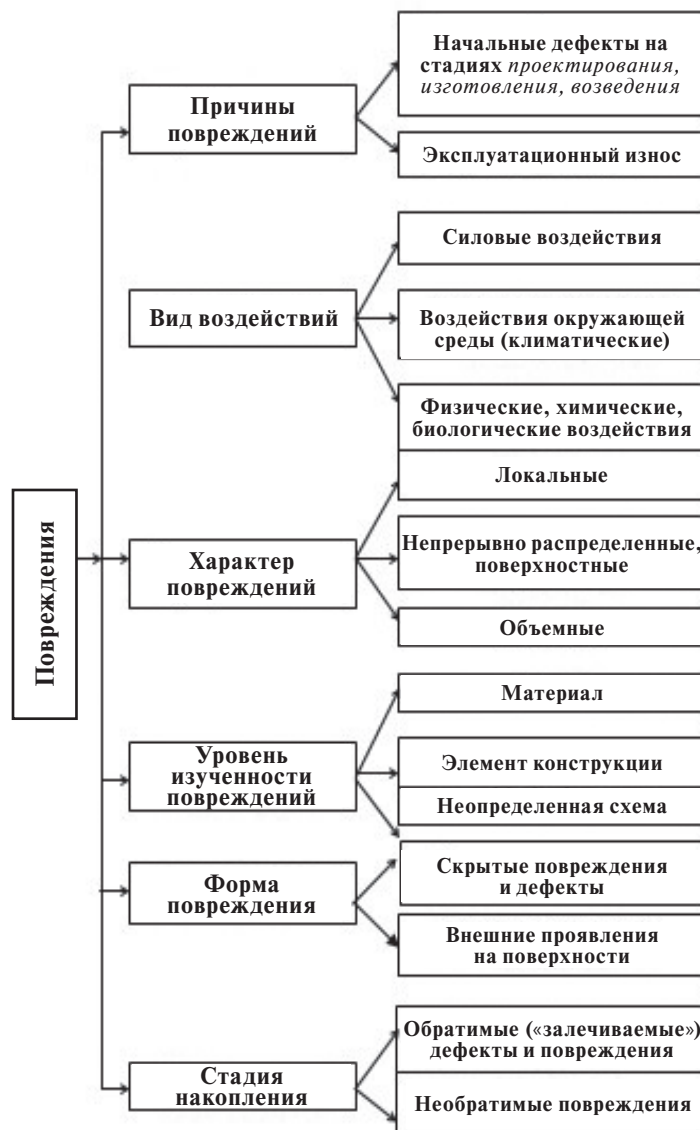 Повреждения
Причины
повреждений
Начальные дефекты на
стадиях проектирования,
изготовления, возведения
Эксплуатационный износ
Вид воздействий
Силовые воздействия
Воздействия окружающей
среды (климатические)
Физические, химические,
биологические воздействия
Характер
повреждений
Локальные
Непрерывно распределенные,
поверхностные
Объемные
Уровень
изученности
повреждений
Материал
Элемент конструкции
Неопределенная схема
Форма
повреждения
Скрытые повреждения
и дефекты
Внешние проявления
на поверхности
Стадия
накопления
Обратимые («залечиваемые»)
дефекты и повреждения
Необратимые повреждения